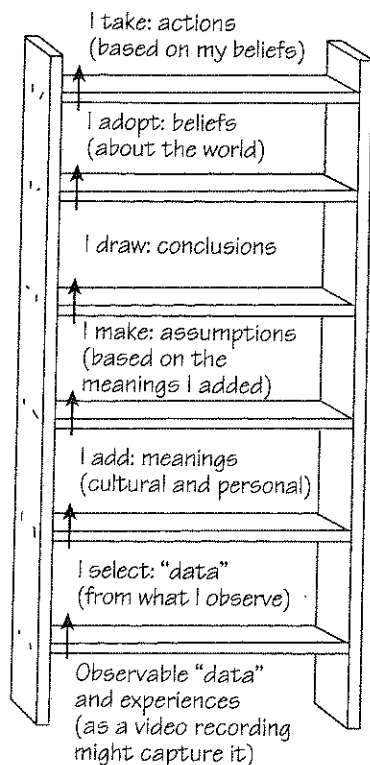 I take: actions
(based on my beliefs)
I adopt: beliefs
(about the world)
I draw: conclusions
I make: assumptions
(based on the
meanings I added)
I add: meanings
(cultural and personal)
I select: “data”
(from what I observe)
Observable “data”
and experiences
(as a video recording
might capture it)